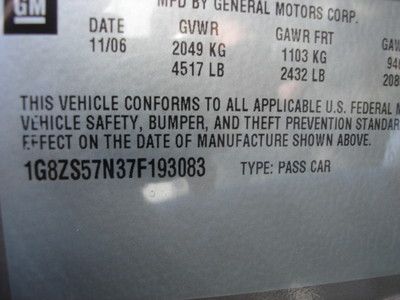 GM
MFD BY GENERAL MOTORS CORP.
DATE GVWR GAWR FRT
11/06 2049 KG 1103 KG
4517 LB 2432 LB
THIS VEHICLE CONFORMS TO ALL APPLICABLE U.S. FEDERAL
VEHICLE SAFETY, BUMPER, AND THEFT PREVENTION
EFFECT ON THE DATE OF MANUFACTURE SHOWN ABOVE.
1G8ZS57N37F193083 TYPE: PASS CAR